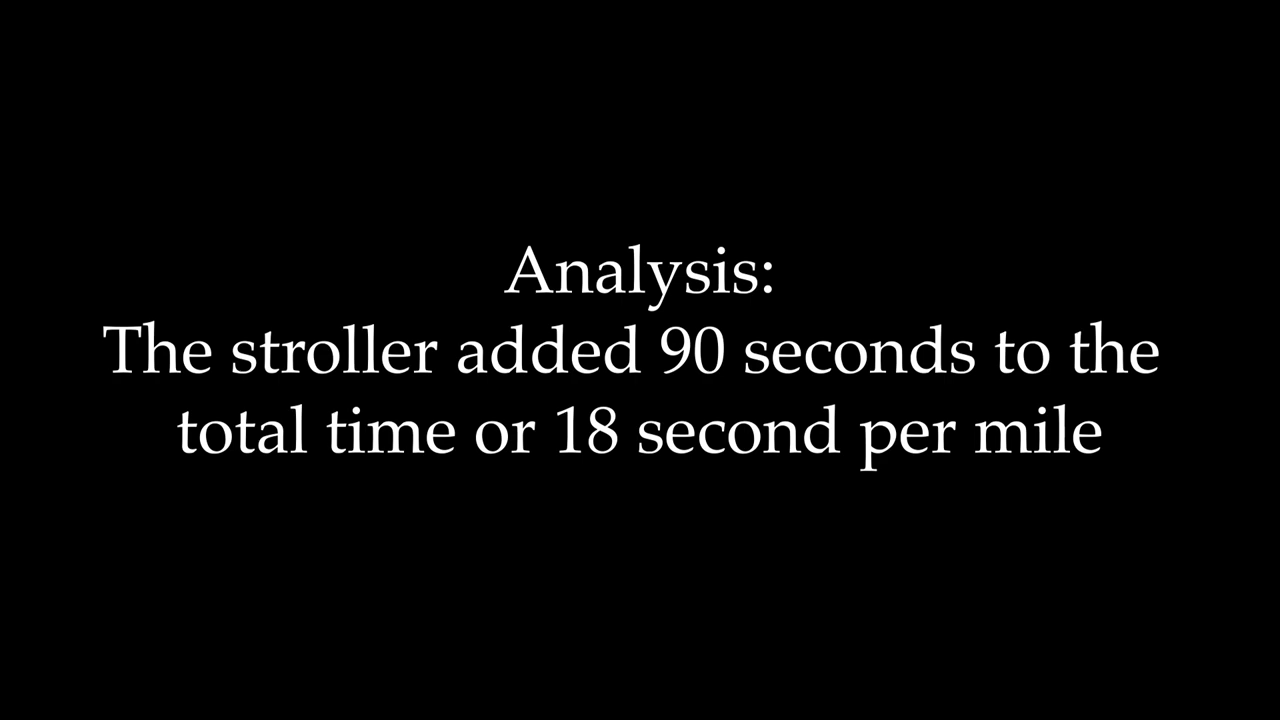 Analysis:
The stroller added 90 seconds to the
total time or 18 second per mile